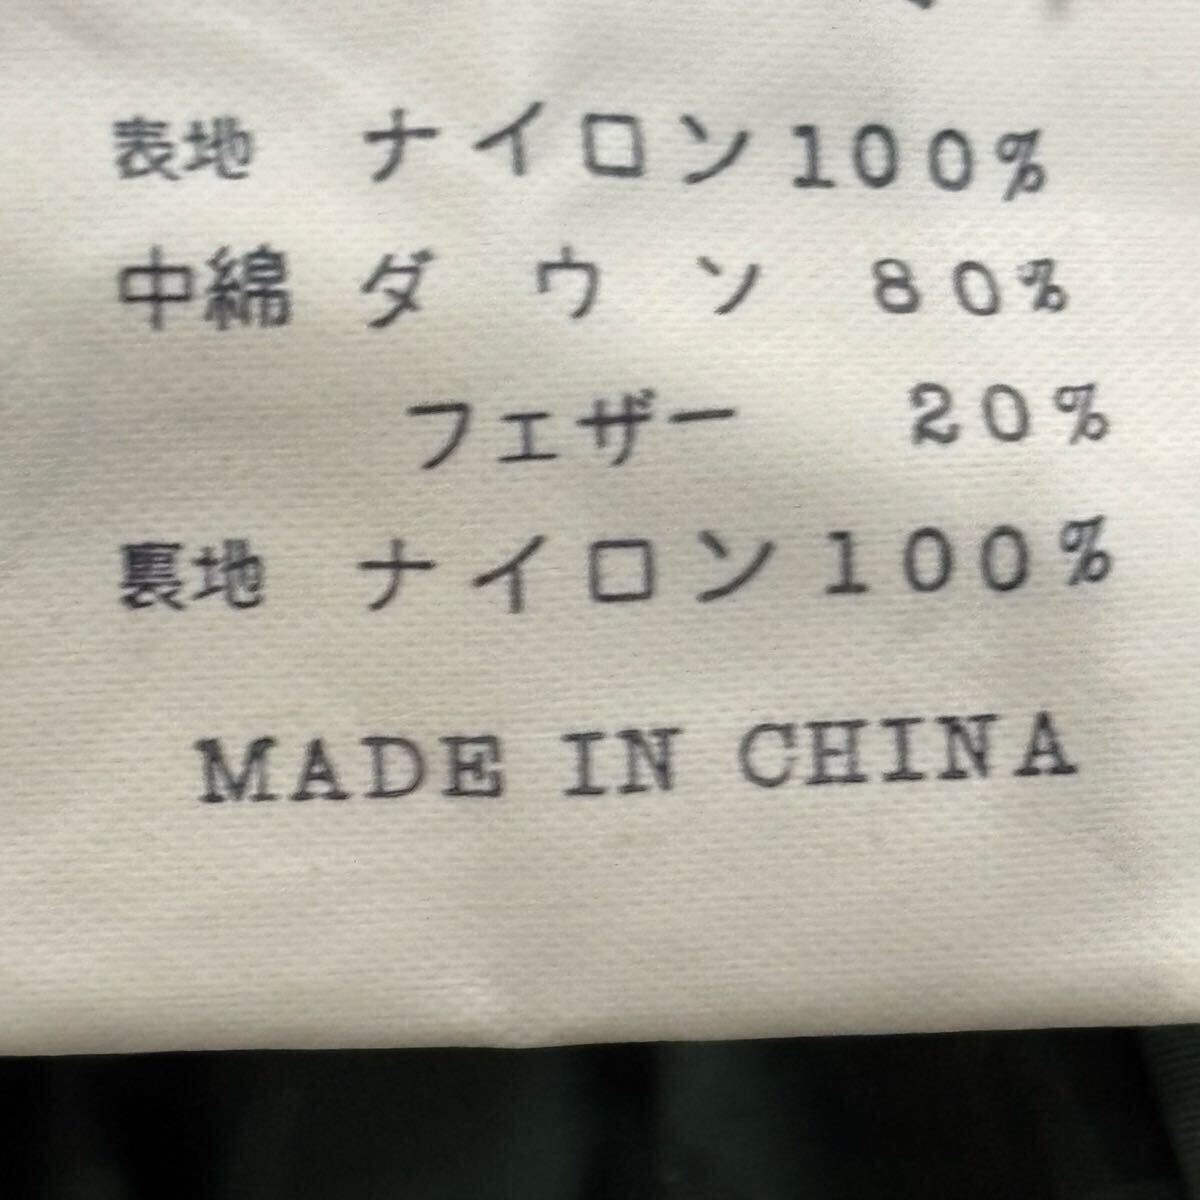 表地 ナイロン100%
中綿 ダウン 80%
フェザー 20%
裏地 ナイロン100%
MADE IN CHINA